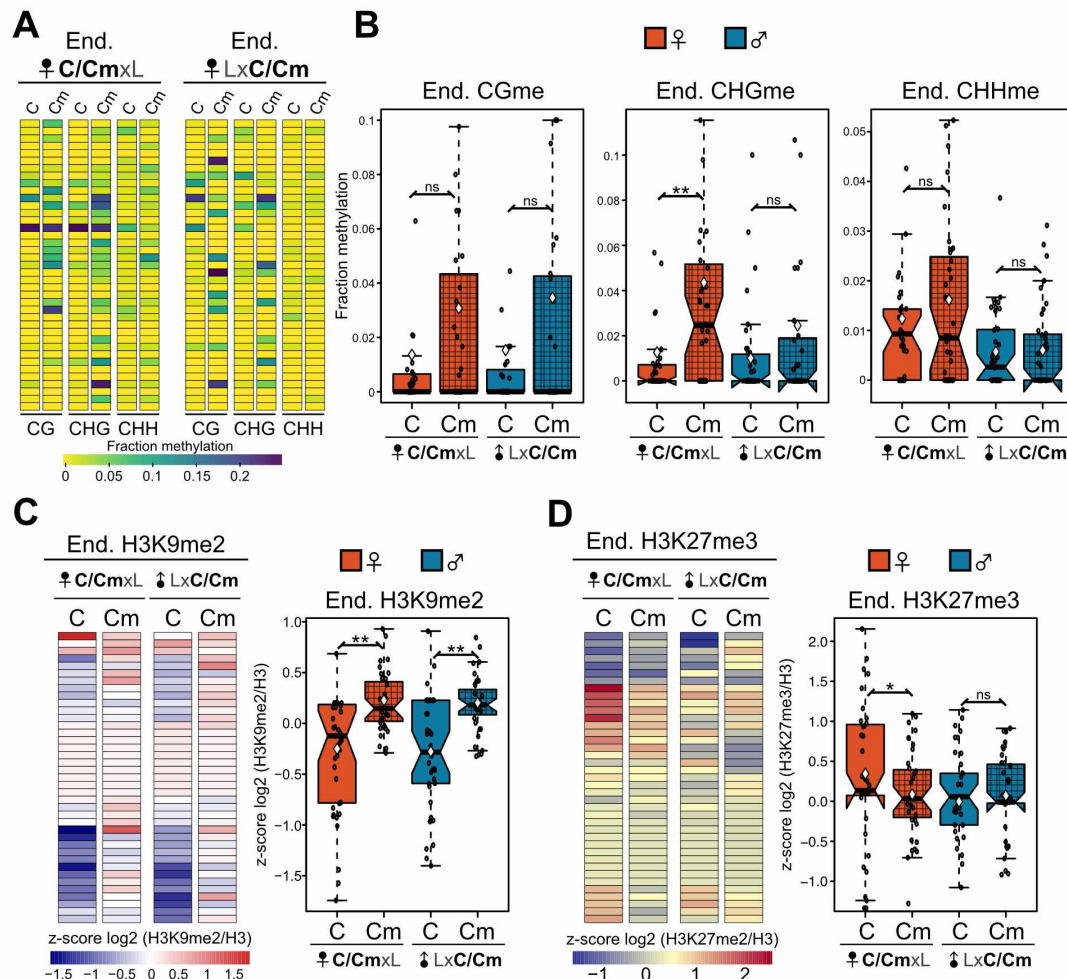 A
End.
♀ C/CmxL
End.
♀ LxC/Cm
C Cm C Cm C Cm
C Cm C Cm C Cm
CG CHG CHH
CG CHG CHH
Fraction methylation
0 0.05 0.1 0.15 0.2
B
♀ ♂
End. CGme
Fraction methylation
0.1
0.08
0.06
0.04
0.02
0
ns
ns
C Cm C Cm
♀ C/CmxL ♂ LxC/Cm
End. CHGme
0.1
0.08
0.06
0.04
0.02
0
**
ns
C Cm C Cm
♀ C/CmxL ♂ LxC/Cm
End. CHHme
0.05
0.04
0.03
0.02
0.01
0
ns
ns
C Cm C Cm
♀ C/CmxL ♂ LxC/Cm
C
End. H3K9me2
♀ C/CmxL ♂ LxC/Cm
C Cm C Cm
z-score log2 (H3K9me2/H3)
−1.5 −1 −0.5 0 0.5 1 1.5
♀ ♂
End. H3K9me2
z-score log2 (H3K9me2/H3)
1.0
0.5
0.0
−0.5
−1.0
−1.5
**
**
C Cm C Cm
♀ C/CmxL ♂ LxC/Cm
D
End. H3K27me3
♀ C/CmxL ♂ LxC/Cm
C Cm C Cm
z-score log2 (H3K27me2/H3)
−1 0 1 2
♀ ♂
End. H3K27me3
z-score log2 (H3K27me3/H3)
2.0
1.5
1.0
0.5
0.0
−0.5
−1.0
*
ns
C Cm C Cm
♀ C/CmxL ♂ LxC/Cm